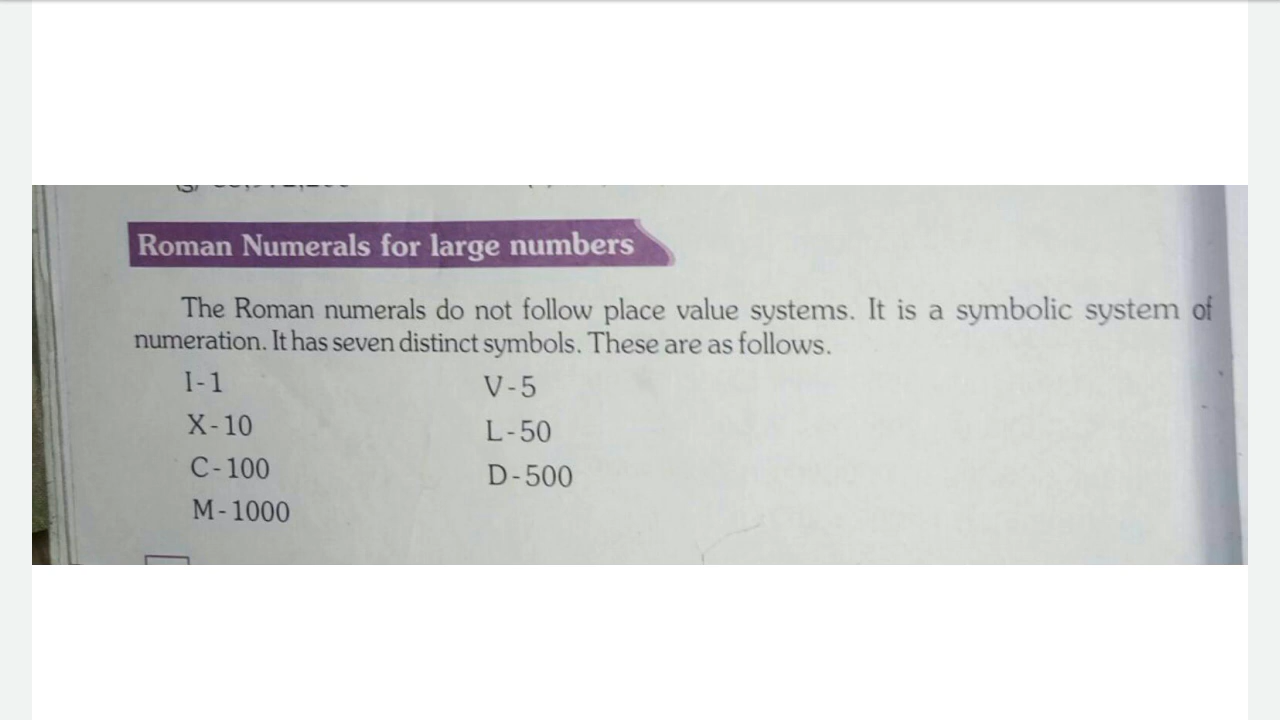 Roman Numerals for large numbers
The Roman numerals do not follow place value systems. It is a symbolic system of
numeration. It has seven distinct symbols. These are as follows.
I-1 V-5
X-10 L-50
C-100 D-500
M-1000